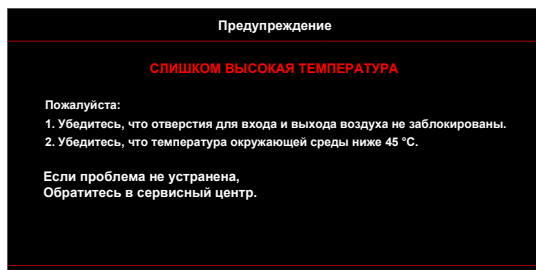 Предупреждение
СЛИШКОМ ВЫСОКАЯ ТЕМПЕРАТУРА
Пожалуйста:
1. Убедитесь, что отверстия для входа и выхода воздуха не заблокированы.
2. Убедитесь, что температура окружающей среды ниже 45 °C.
Если проблема не устранена,
Обратитесь в сервисный центр.